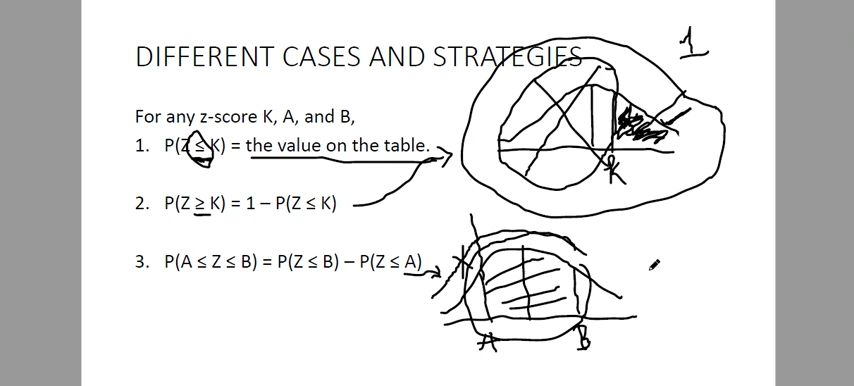 DIFFERENT CASES AND STRATEGIES
1
For any z-score K, A, and B,
1. P(Z ≤ K) = the value on the table.
K
2. P(Z ≥ K) = 1 – P(Z ≤ K)
3. P(A ≤ Z ≤ B) = P(Z ≤ B) – P(Z ≤ A)
A B